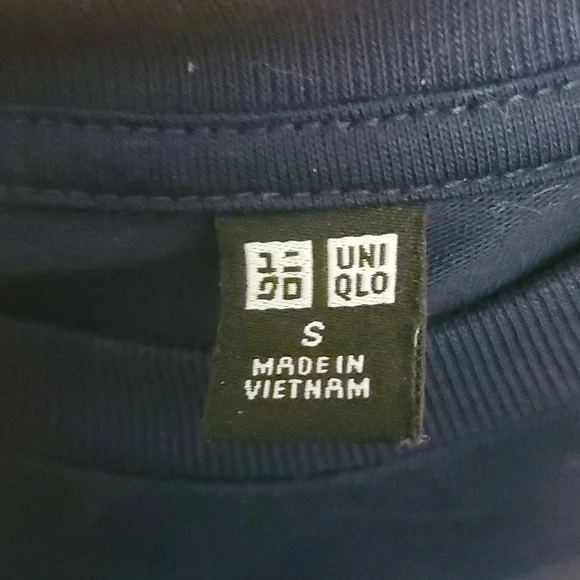 ユニ UNI
クロ QLO
S
MADE IN
VIETNAM